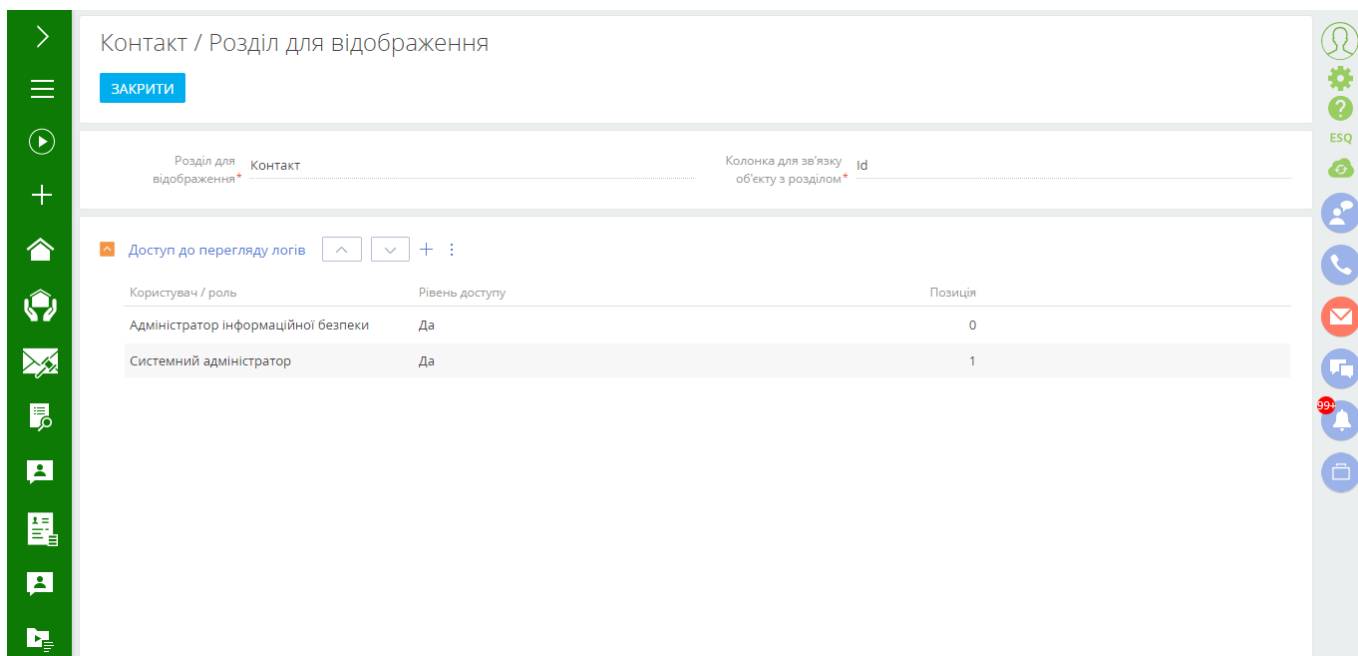 Контакт / Розділ для відображення
ЗАКРИТИ
Розділ для відображення* Контакт
Колонка для зв'язку об'єкту з розділом* Id
Доступ до перегляду логів
Користувач / роль Рівень доступу Позиція
Адміністратор інформаційної безпеки Да 0
Системний адміністратор Да 1
?
ESQ
99+